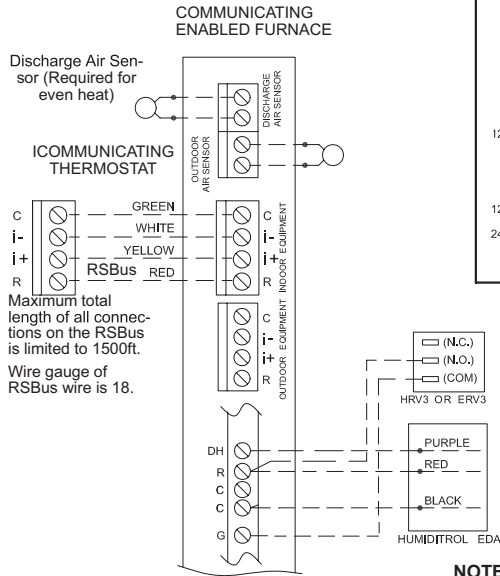 COMMUNICATING
ENABLED FURNACE
Discharge Air Sen-
sor (Required for
even heat)
DISCHARGE
AIR SENSOR
OUTDOOR
AIR SENSOR
ICOMMUNICATING
THERMOSTAT
C
i-
i+
R
GREEN
WHITE
YELLOW
RSBus
RED
C
i-
i+
R
INDOOR EQUIPMENT
Maximum total
length of all connec-
tions on the RSBus
is limited to 1500ft.
Wire gauge of
RSBus wire is 18.
C
i-
i+
R
OUTDOOR EQUIPMENT
12
12
24
(N.C.)
(N.O.)
(COM)
HRV3 OR ERV3
DH
R
C
C
G
PURPLE
RED
BLACK
HUMIDITROL EDA
NOTE